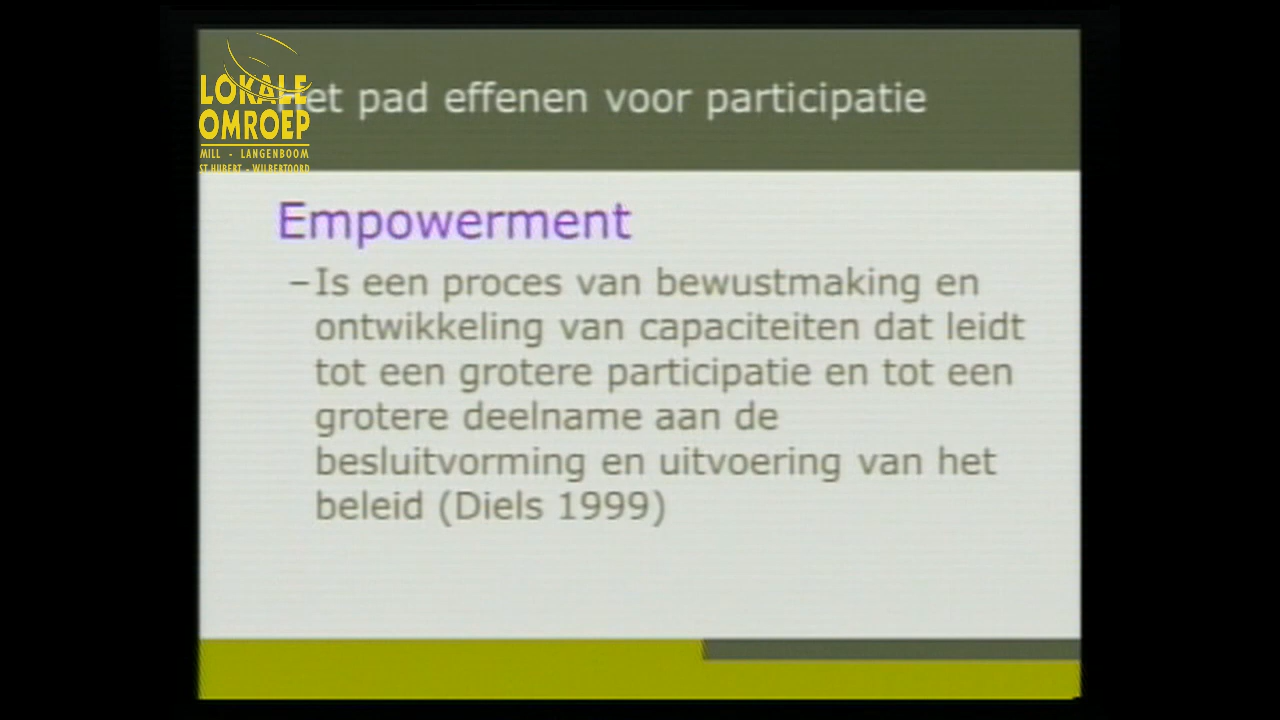 LOKALE
OMROEP
MILL - LANGENBOOM
ST.HUBERT - WILBERTOORD
Het pad effenen voor participatie
Empowerment
– Is een proces van bewustmaking en
ontwikkeling van capaciteiten dat leidt
tot een grotere participatie en tot een
grotere deelname aan de
besluitvorming en uitvoering van het
beleid (Diels 1999)